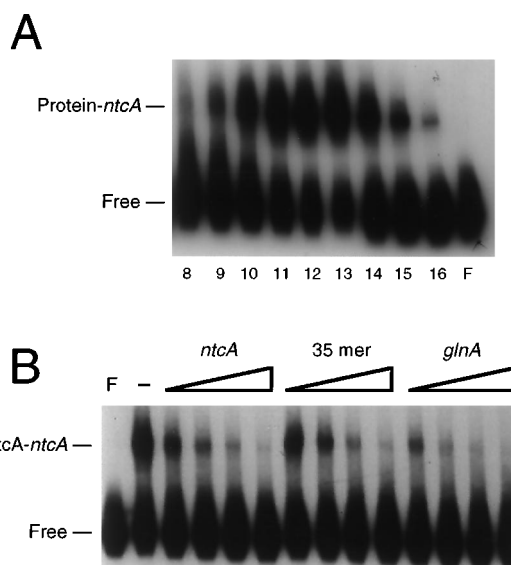 A
Protein-ntcA
Free
8 9 10 11 12 13 14 15 16 F
ntcA 35 mer glnA
B F –
tcA-ntcA
Free